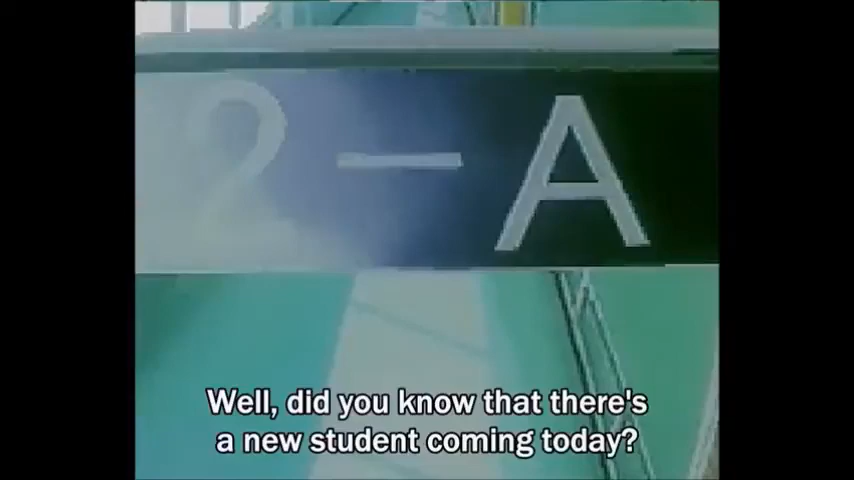 2-A
Well, did you know that there's
a new student coming today?